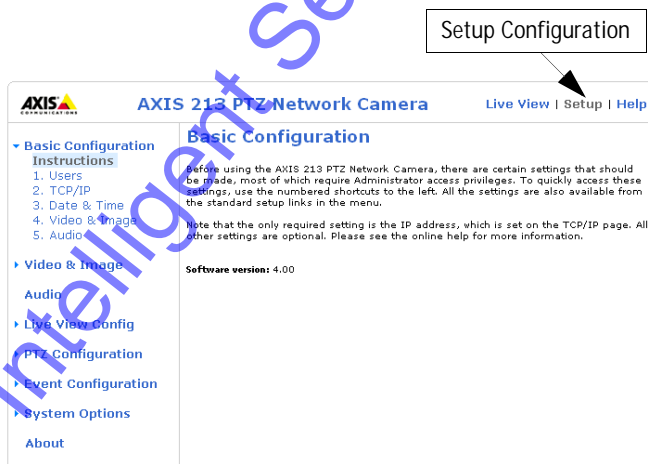 Setup Configuration
AXIS
COMMUNICATIONS
AXIS 213 PTZ Network Camera
Live View | Setup | Help
Basic Configuration
Instructions
1. Users
2. TCP/IP
3. Date & Time
4. Video & Image
5. Audio
Video & Image
Audio
Live View Config
PTZ Configuration
Event Configuration
System Options
About
Basic Configuration
Before using the AXIS 213 PTZ Network Camera, there are certain settings that should
be made, most of which require Administrator access privileges. To quickly access these
settings, use the numbered shortcuts to the left. All the settings are also available from
the standard setup links in the menu.
Note that the only required setting is the IP address, which is set on the TCP/IP page. All
other settings are optional. Please see the online help for more information.
Software version: 4.00
Intelligent Se